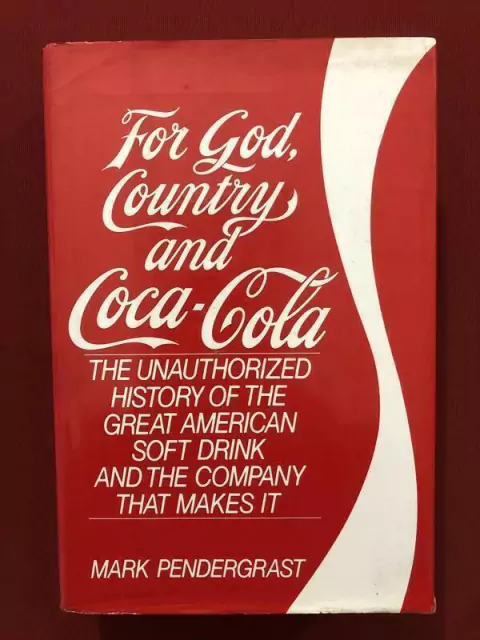 For God,
Country
and
Coca-Cola
THE UNAUTHORIZED
HISTORY OF THE
GREAT AMERICAN
SOFT DRINK
AND THE COMPANY
THAT MAKES IT
MARK PENDERGRAST